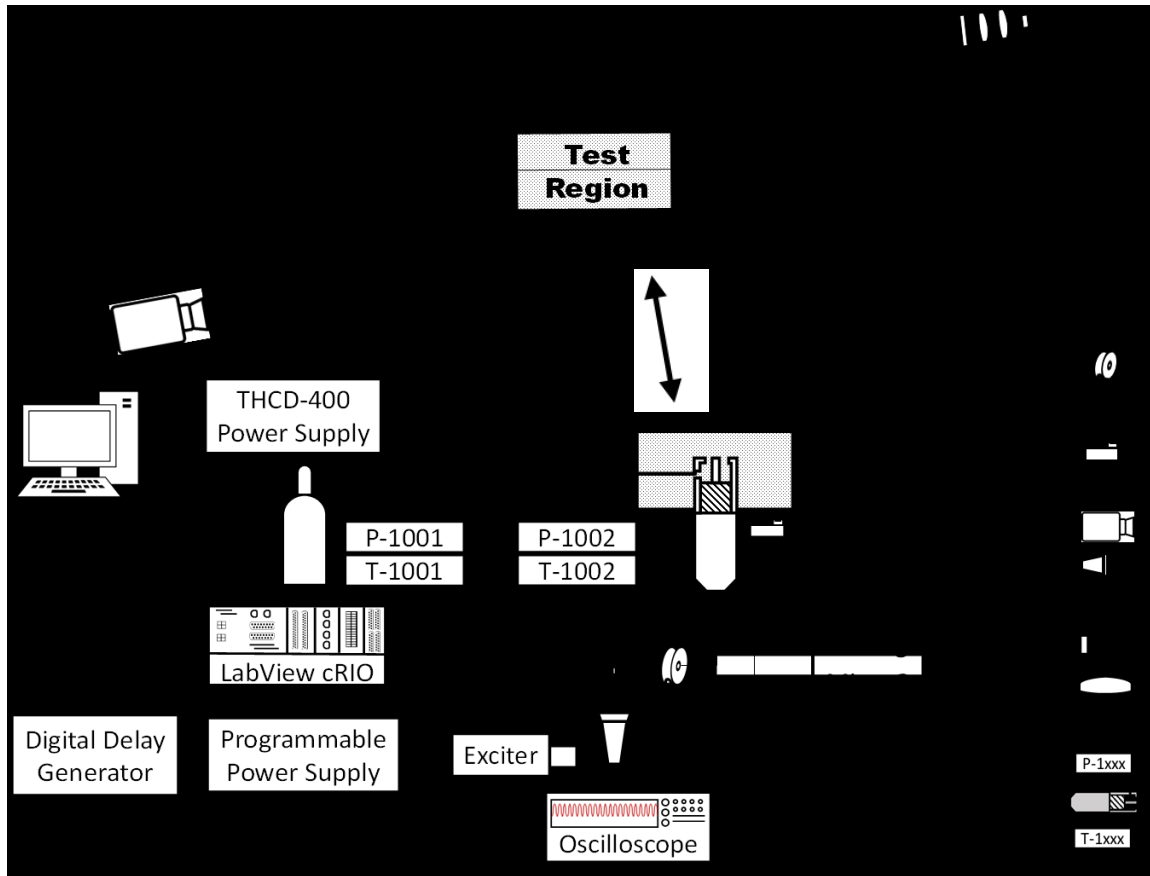 Test
Region
THCD-400
Power Supply
P-1001
T-1001
P-1002
T-1002
LabView cRIO
Digital Delay
Generator
Programmable
Power Supply
Exciter
Oscilloscope
P-1xxx
T-1xxx